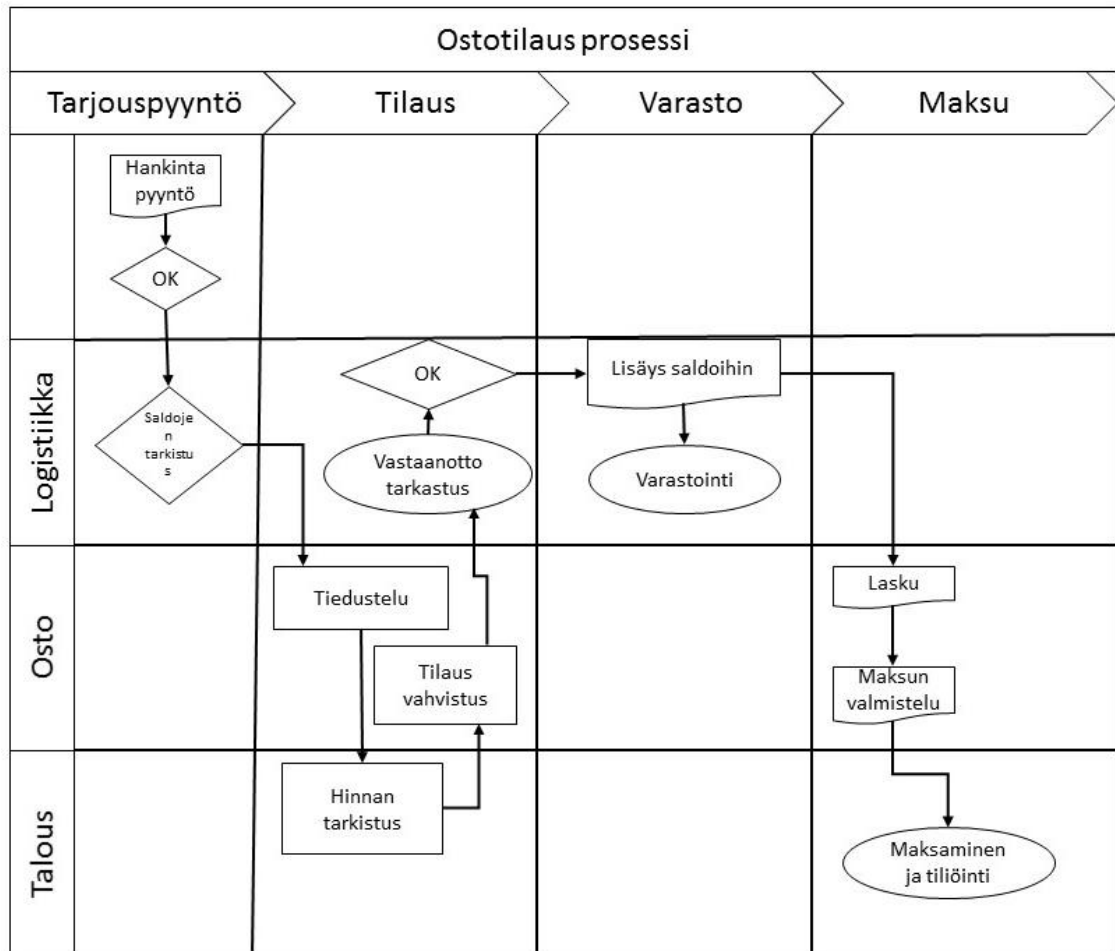 Ostotilaus prosessi
Tarjouspyyntö
Tilaus
Varasto
Maksu
Hankinta
pyyntö
OK
Logistiikka
Saldoje
n
tarkistu
s
OK
Vastaanotto
tarkastus
Lisäys saldoihin
Varastointi
Osto
Tiedustelu
Tilaus
vahvistus
Lasku
Maksun
valmistelu
Talous
Hinnan
tarkistus
Maksaminen
ja tiliöinti